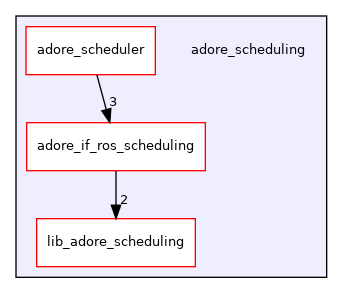 adore_scheduler
adore_scheduling
3
adore_if_ros_scheduling
2
lib_adore_scheduling